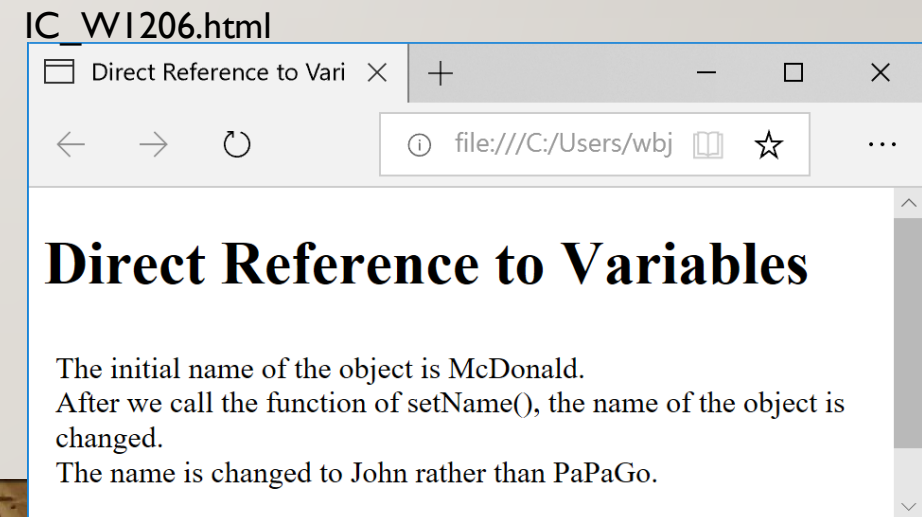 IC_W1206.html
Direct Reference to Vari
file:///C:/Users/wbj
Direct Reference to Variables
The initial name of the object is McDonald.
After we call the function of setName(), the name of the object is
changed.
The name is changed to John rather than PaPaGo.